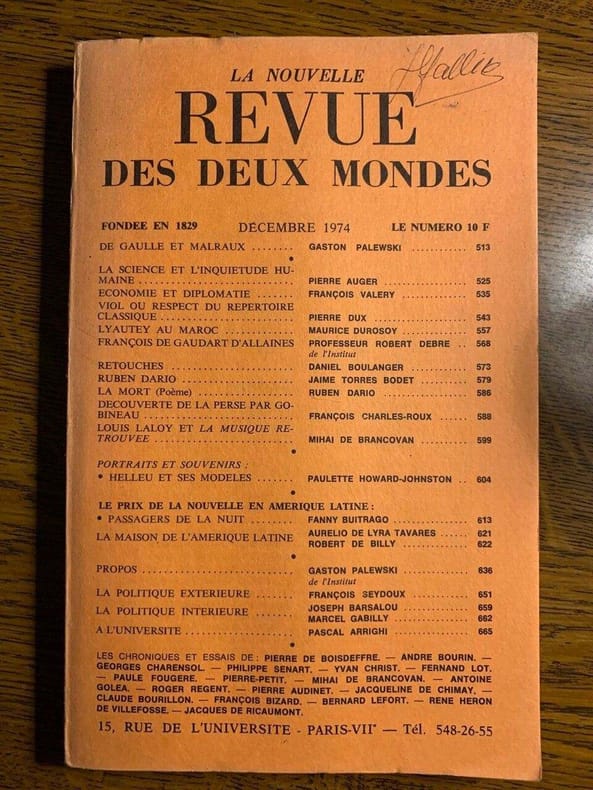 LA NOUVELLE
REVUE
DES DEUX MONDES
FONDEE EN 1829 DÉCEMBRE 1974 LE NUMERO 10 F
DE GAULLE ET MALRAUX ........ GASTON PALEWSKI ............ 513
•
LA SCIENCE ET L'INQUIETUDE HU-
MAINE ........................... PIERRE AUGER ............... 525
ECONOMIE ET DIPLOMATIE ....... FRANÇOIS VALERY ............ 535
VIOL OU RESPECT DU REPERTOIRE
CLASSIQUE ....................... PIERRE DUX ................. 543
LYAUTEY AU MAROC ............. MAURICE DUROSOY ............ 557
FRANÇOIS DE GAUDART D'ALLAINES PROFESSEUR ROBERT DEBRE .. 568
de l'Institut
RETOUCHES ...................... DANIEL BOULANGER ........... 573
RUBEN DARIO .................... JAIME TORRES BODET ......... 579
LA MORT (Poème) ................ RUBEN DARIO ................ 586
DECOUVERTE DE LA PERSE PAR GO-
BINEAU .......................... FRANÇOIS CHARLES-ROUX ...... 588
LOUIS LALOY ET LA MUSIQUE RE-
TROUVEE ......................... MIHAI DE BRANCOVAN ......... 599
•
PORTRAITS ET SOUVENIRS :
• HELLEU ET SES MODELES ....... PAULETTE HOWARD-JOHNSTON .. 604
•
LE PRIX DE LA NOUVELLE EN AMERIQUE LATINE :
• PASSAGERS DE LA NUIT ........ FANNY BUITRAGO ............. 613
LA MAISON DE L'AMERIQUE LATINE AURELIO DE LYRA TAVARES ..... 621
ROBERT DE BILLY ............. 622
•
PROPOS .......................... GASTON PALEWSKI ............ 636
de l'Institut
LA POLITIQUE EXTERIEURE ...... FRANÇOIS SEYDOUX ........... 651
LA POLITIQUE INTERIEURE ....... JOSEPH BARSALOU ............ 659
MARCEL GABILLY ............. 662
A L'UNIVERSITE .................. PASCAL ARRIGHI ............. 665
•
LES CHRONIQUES ET ESSAIS DE : PIERRE DE BOISDEFFRE. — ANDRE BOURIN. —
GEORGES CHARENSOL. — PHILIPPE SENART. — YVAN CHRIST. — FERNAND LOT.
— PAULE FOUGERE. — PIERRE-PETIT. — MIHAI DE BRANCOVAN. — ANTOINE
GOLEA. — ROGER REGENT. — PIERRE AUDINET. — JACQUELINE DE CHIMAY. —
CLAUDE BOURILLON. — FRANÇOIS BIZARD. — BERNARD LEFORT. — RENE HERON
DE VILLEFOSSE. — JACQUES DE RICAUMONT.
15, RUE DE L'UNIVERSITE - PARIS-VIIe — Tél. 548-26-55